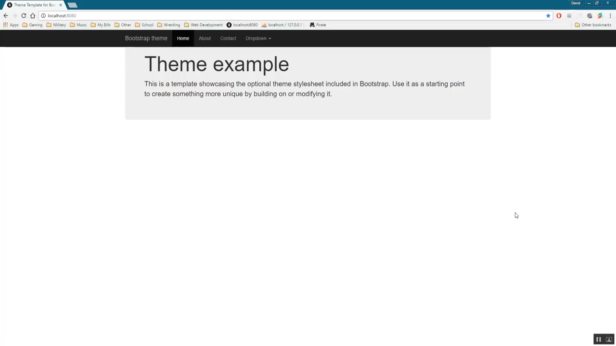 Theme Template for Bo
David
localhost:8080
Apps Gaming Military Music My Bills Other School Wrestling Web Development localhost:8080 localhost / 127.0.0.1 Pirate Other bookmarks
Bootstrap theme Home About Contact Dropdown
Theme example
This is a template showcasing the optional theme stylesheet included in Bootstrap. Use it as a starting point
to create something more unique by building on or modifying it.